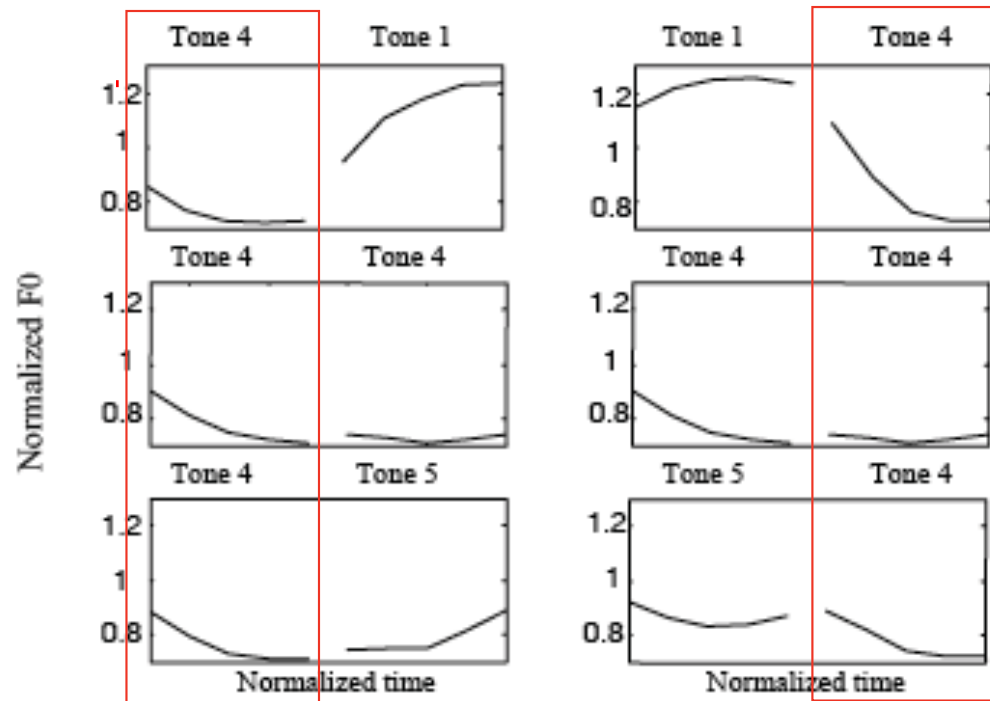 Tone 4 Tone 1 Tone 1 Tone 4
1.2 1.2
1 1
0.8 0.8
Tone 4 Tone 4 Tone 4 Tone 4
1.2 1.2
1 1
0.8 0.8
Normalized F0
Tone 4 Tone 5 Tone 5 Tone 4
1.2 1.2
1 1
0.8 0.8
Normalized time Normalized time